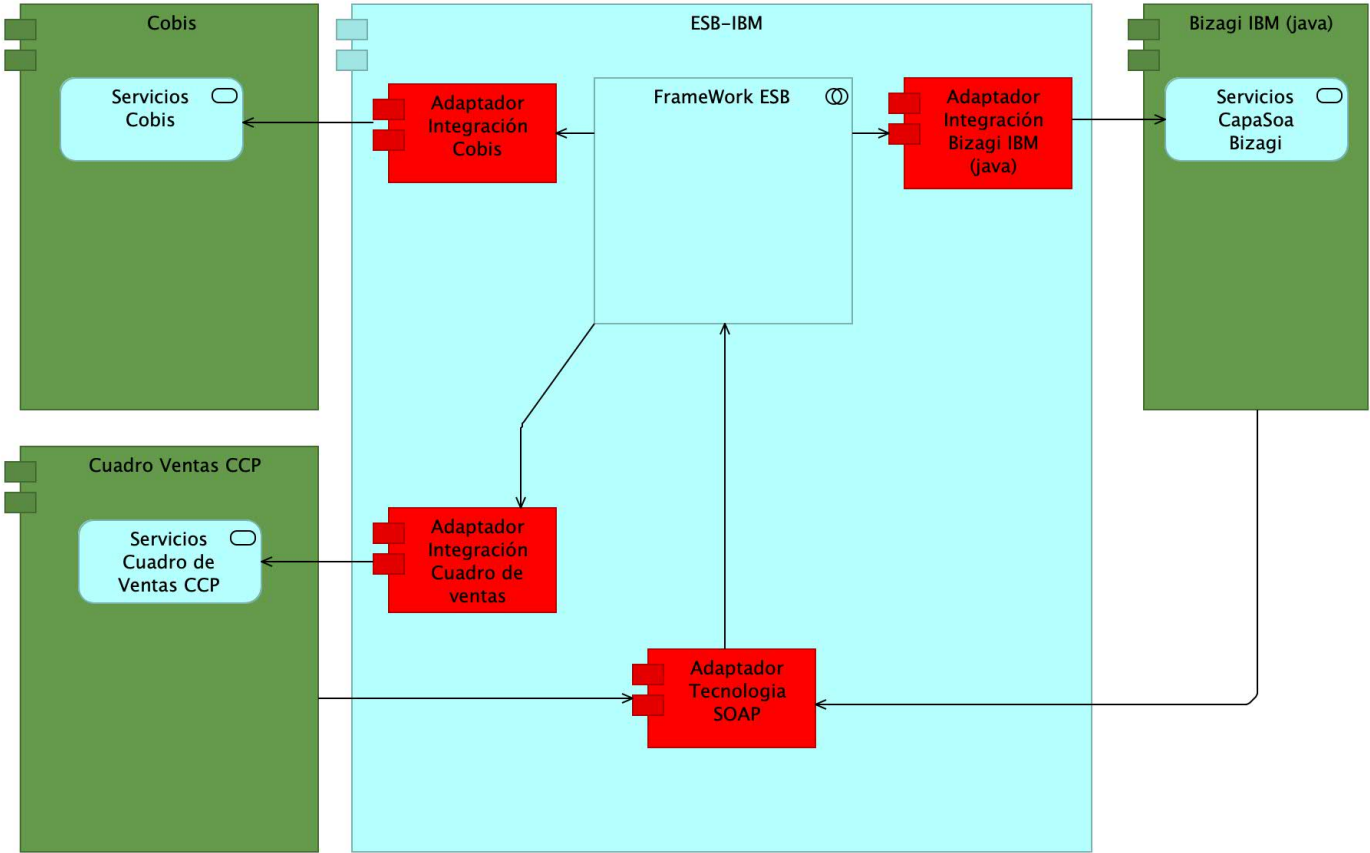 Cobis
Servicios
Cobis
ESB-IBM
Adaptador
Integración
Cobis
FrameWork ESB
Adaptador
Integración
Bizagi IBM
(java)
Bizagi IBM (java)
Servicios
CapaSoa
Bizagi
Cuadro Ventas CCP
Servicios
Cuadro de
Ventas CCP
Adaptador
Integración
Cuadro de
ventas
Adaptador
Tecnologia
SOAP